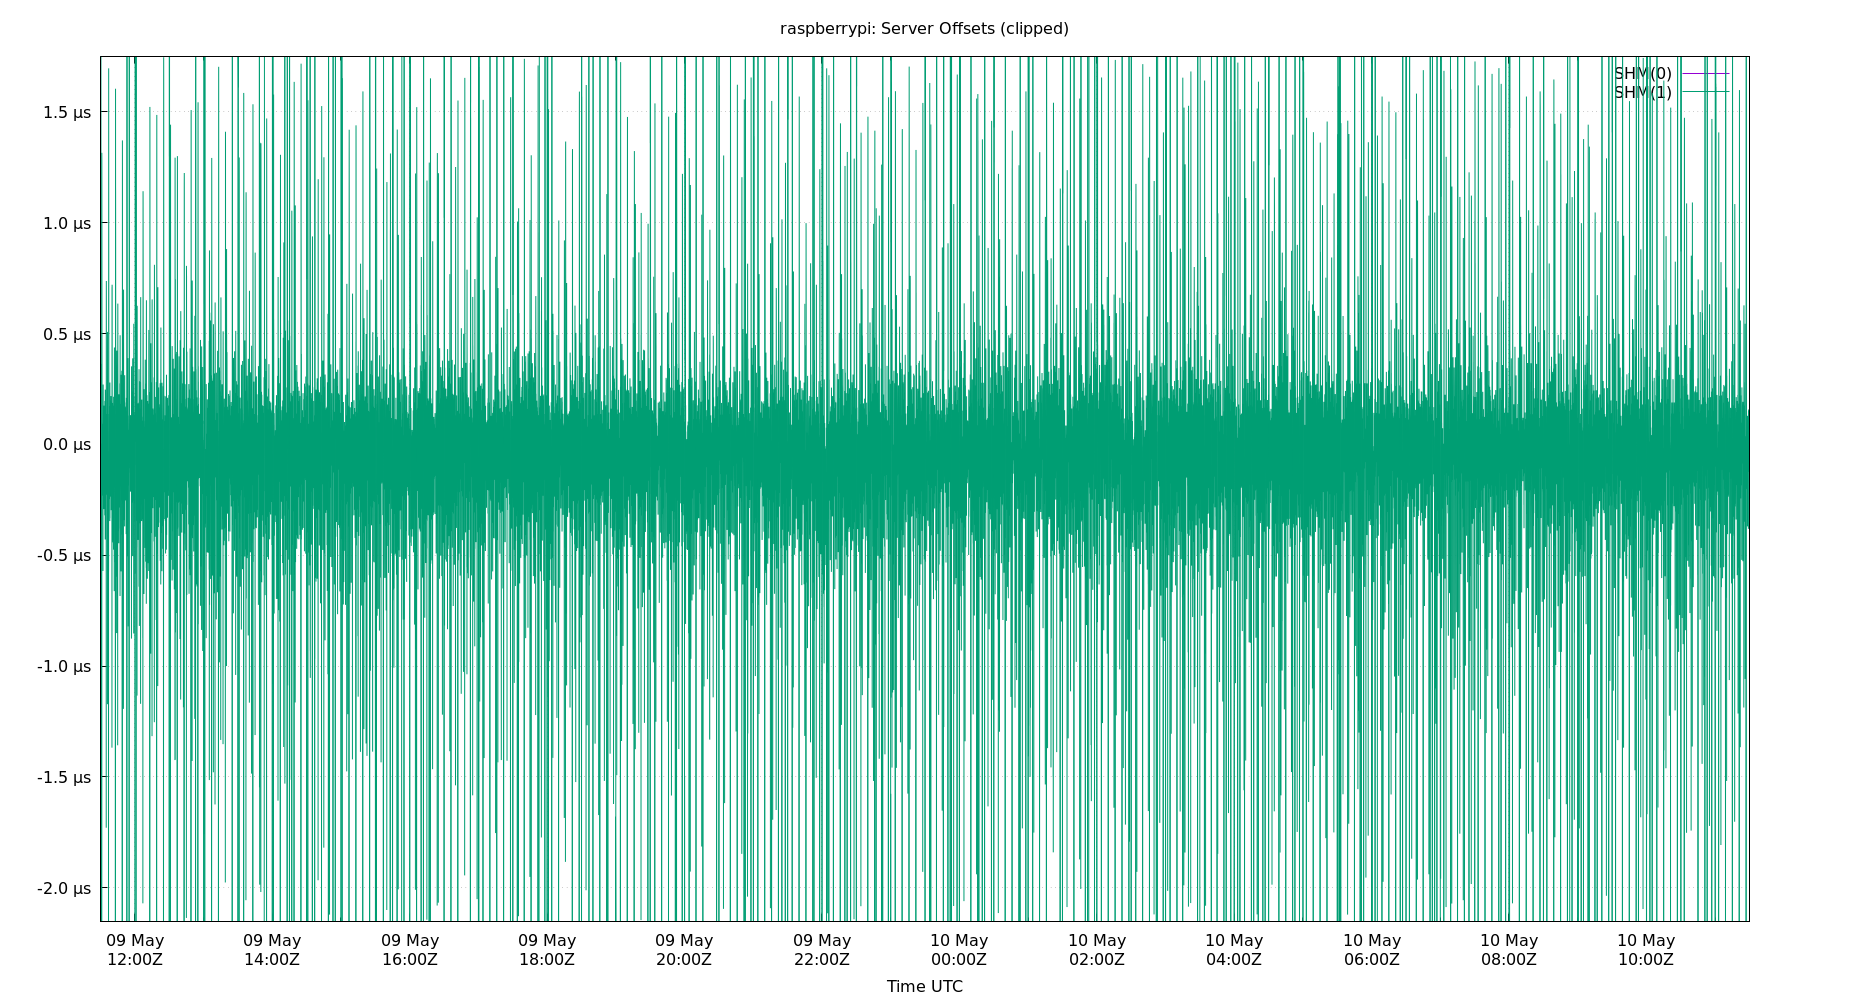 raspberrypi: Server Offsets (clipped)
SHM(0)
SHM(1)
1.5 µs
1.0 µs
0.5 µs
0.0 µs
-0.5 µs
-1.0 µs
-1.5 µs
-2.0 µs
09 May 09 May 09 May 09 May 09 May 09 May 10 May 10 May 10 May 10 May 10 May 10 May
12:00Z 14:00Z 16:00Z 18:00Z 20:00Z 22:00Z 00:00Z 02:00Z 04:00Z 06:00Z 08:00Z 10:00Z
Time UTC